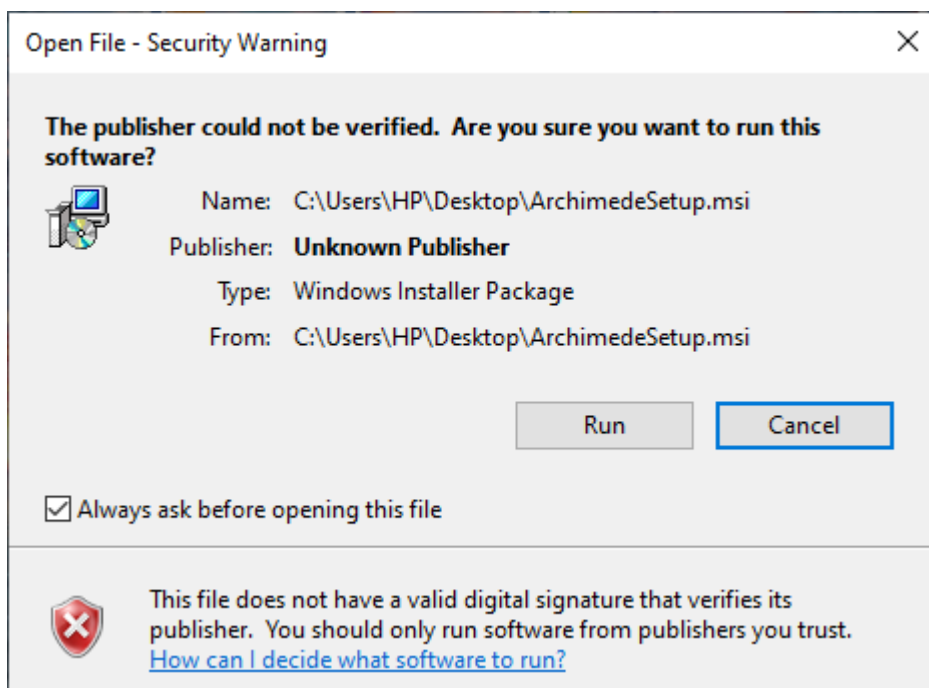 Open File - Security Warning
The publisher could not be verified.  Are you sure you want to run this
software?
Name: C:\Users\HP\Desktop\ArchimedeSetup.msi
Publisher: Unknown Publisher
Type: Windows Installer Package
From: C:\Users\HP\Desktop\ArchimedeSetup.msi
Run Cancel
Always ask before opening this file
This file does not have a valid digital signature that verifies its
publisher.  You should only run software from publishers you trust.
How can I decide what software to run?